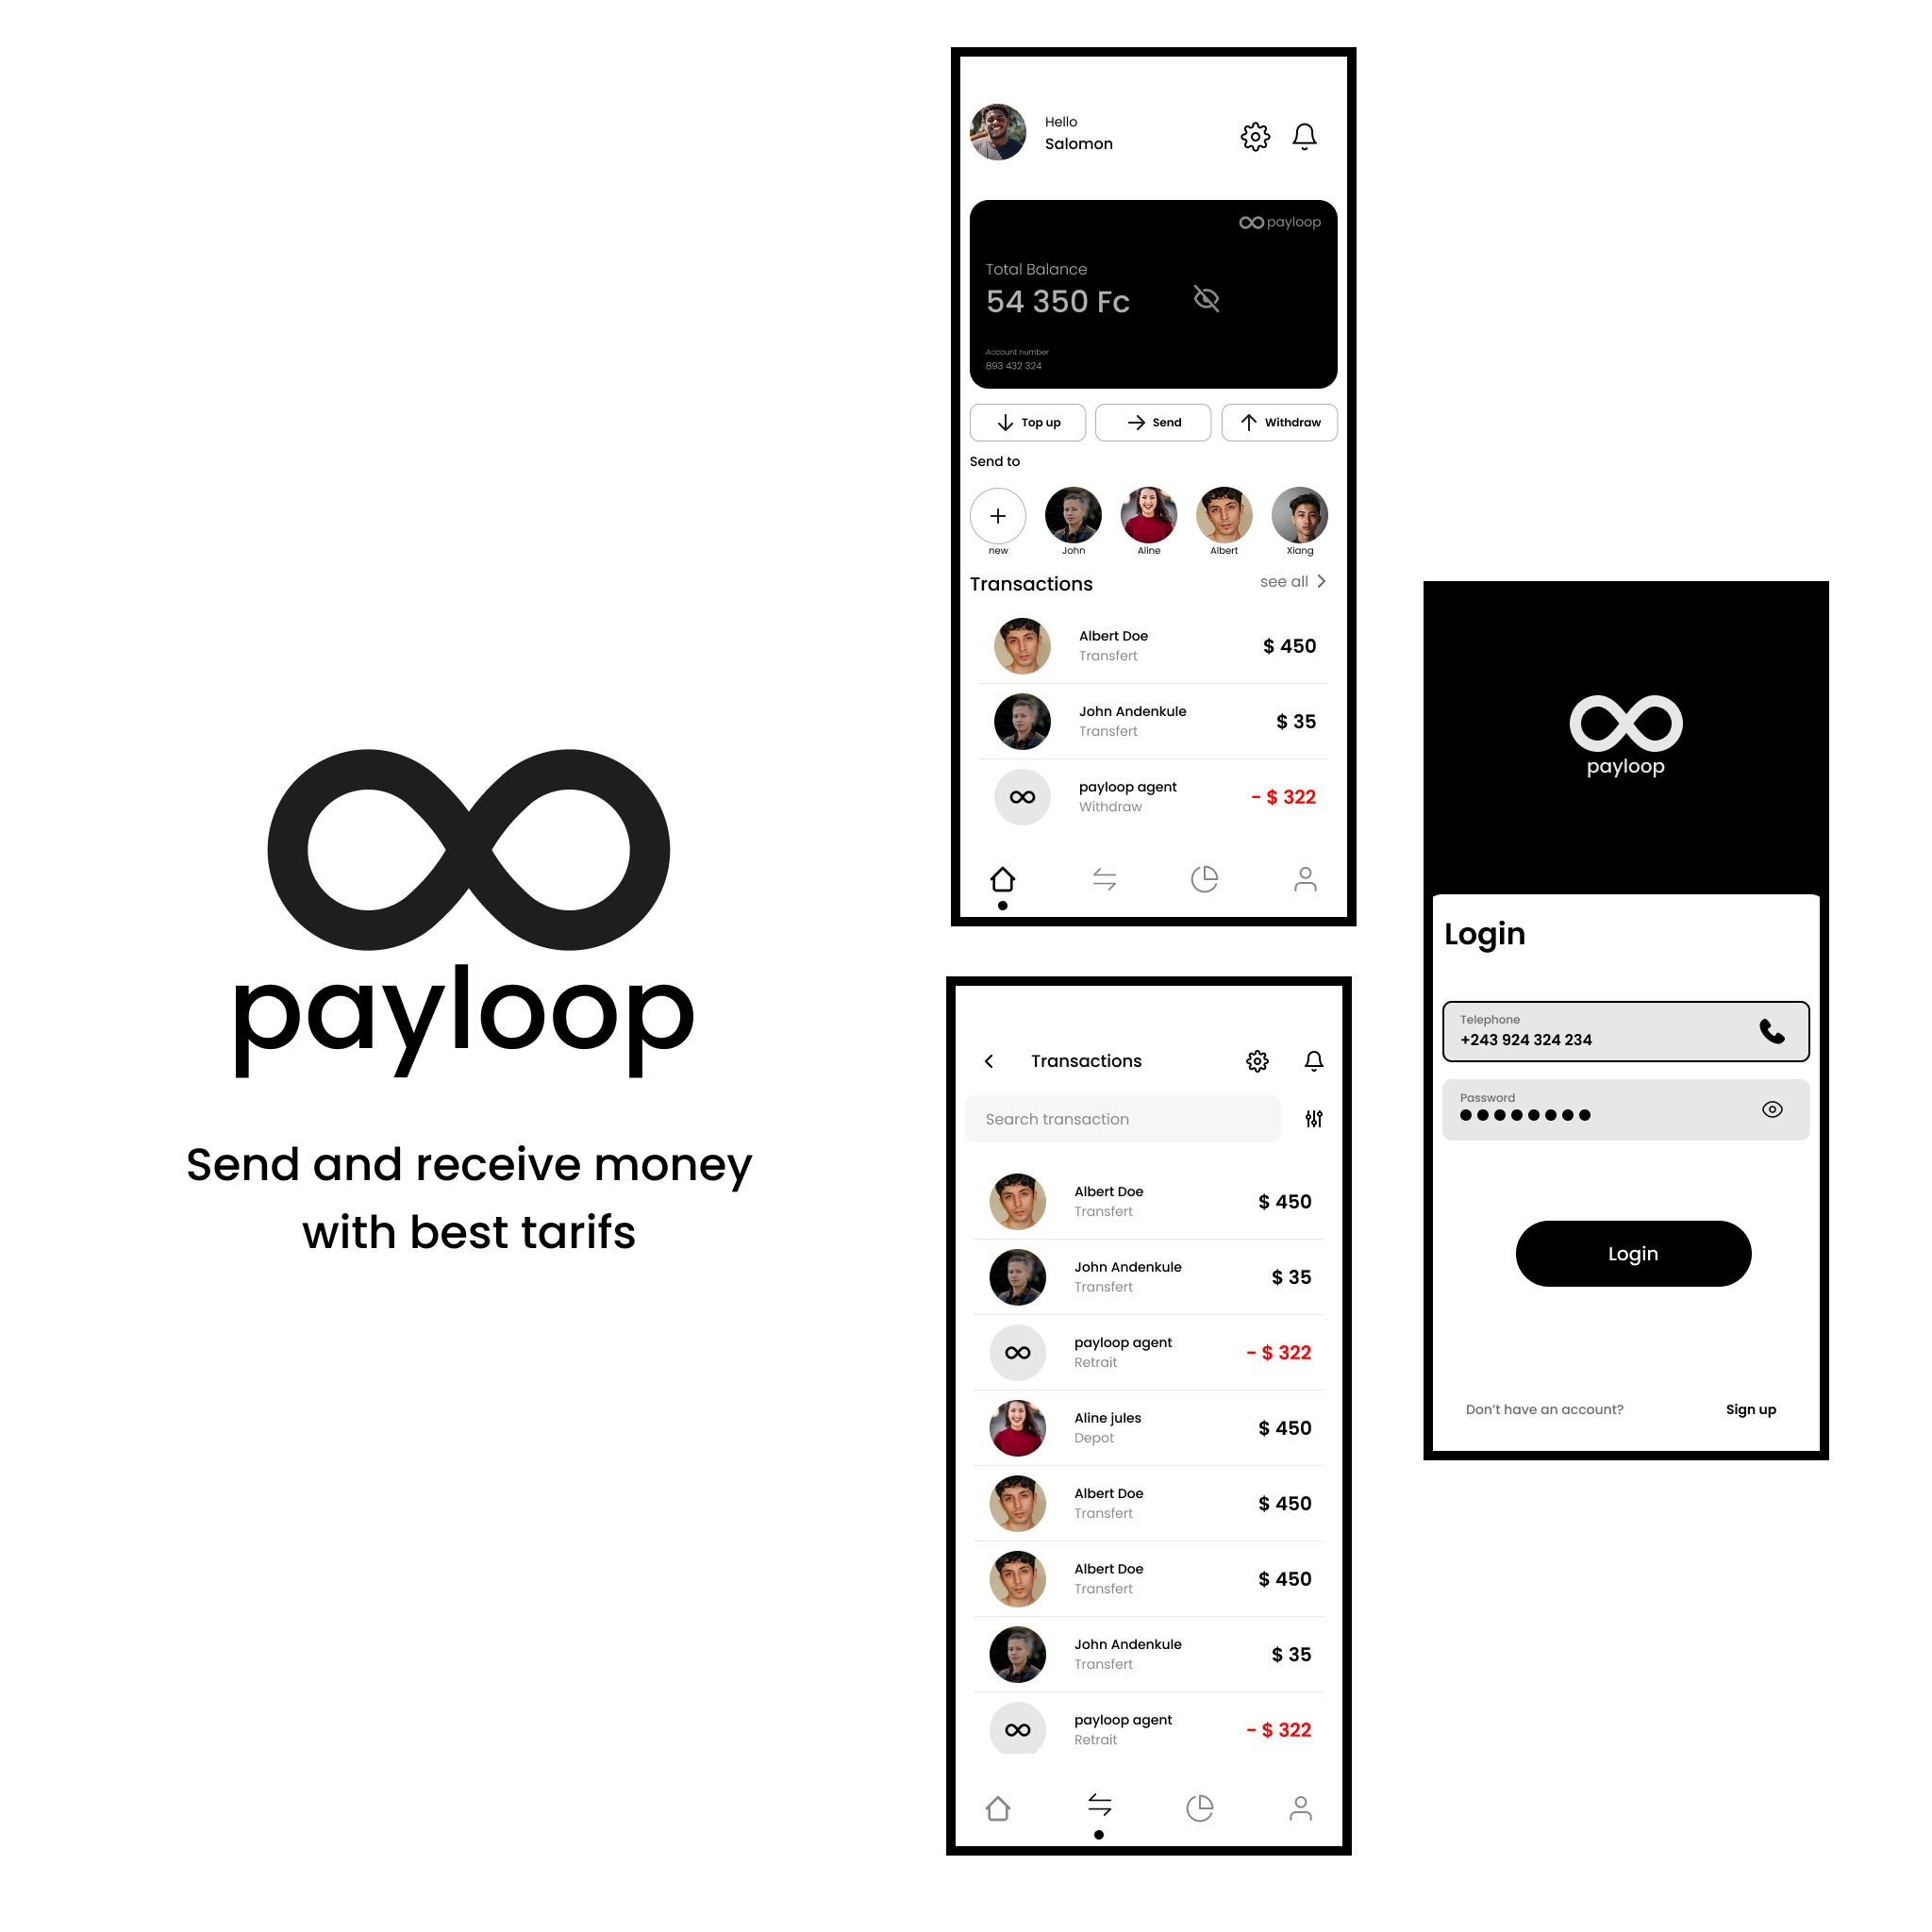 payloop
Send and receive money
with best tarifs
Hello
Salomon
payloop
Total Balance
54 350 Fc
Account number
893 432 324
Top up
Send
Withdraw
Send to
new
John
Aline
Albert
Xiang
Transactions
see all
Albert Doe
$ 450
Transfert
John Andenkule
$ 35
Transfert
payloop agent
- $ 322
Withdraw
Transactions
Search transaction
Albert Doe
$ 450
Transfert
John Andenkule
$ 35
Transfert
payloop agent
- $ 322
Retrait
Aline jules
$ 450
Depot
Albert Doe
$ 450
Transfert
Albert Doe
$ 450
Transfert
John Andenkule
$ 35
Transfert
payloop agent
- $ 322
Retrait
payloop
Login
Telephone
+243 924 324 234
Password
Login
Don't have an account?
Sign up